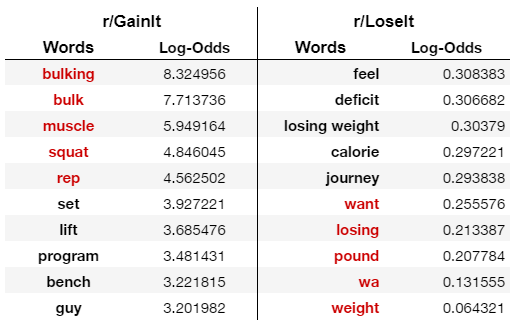 r/GainIt r/LoseIt
Words Log-Odds Words Log-Odds
bulking 8.324956 feel 0.308383
bulk 7.713736 deficit 0.306682
muscle 5.949164 losing weight 0.30379
squat 4.846045 calorie 0.297221
rep 4.562502 journey 0.293838
set 3.927221 want 0.255576
lift 3.685476 losing 0.213387
program 3.481431 pound 0.207784
bench 3.221815 wa 0.131555
guy 3.201982 weight 0.064321